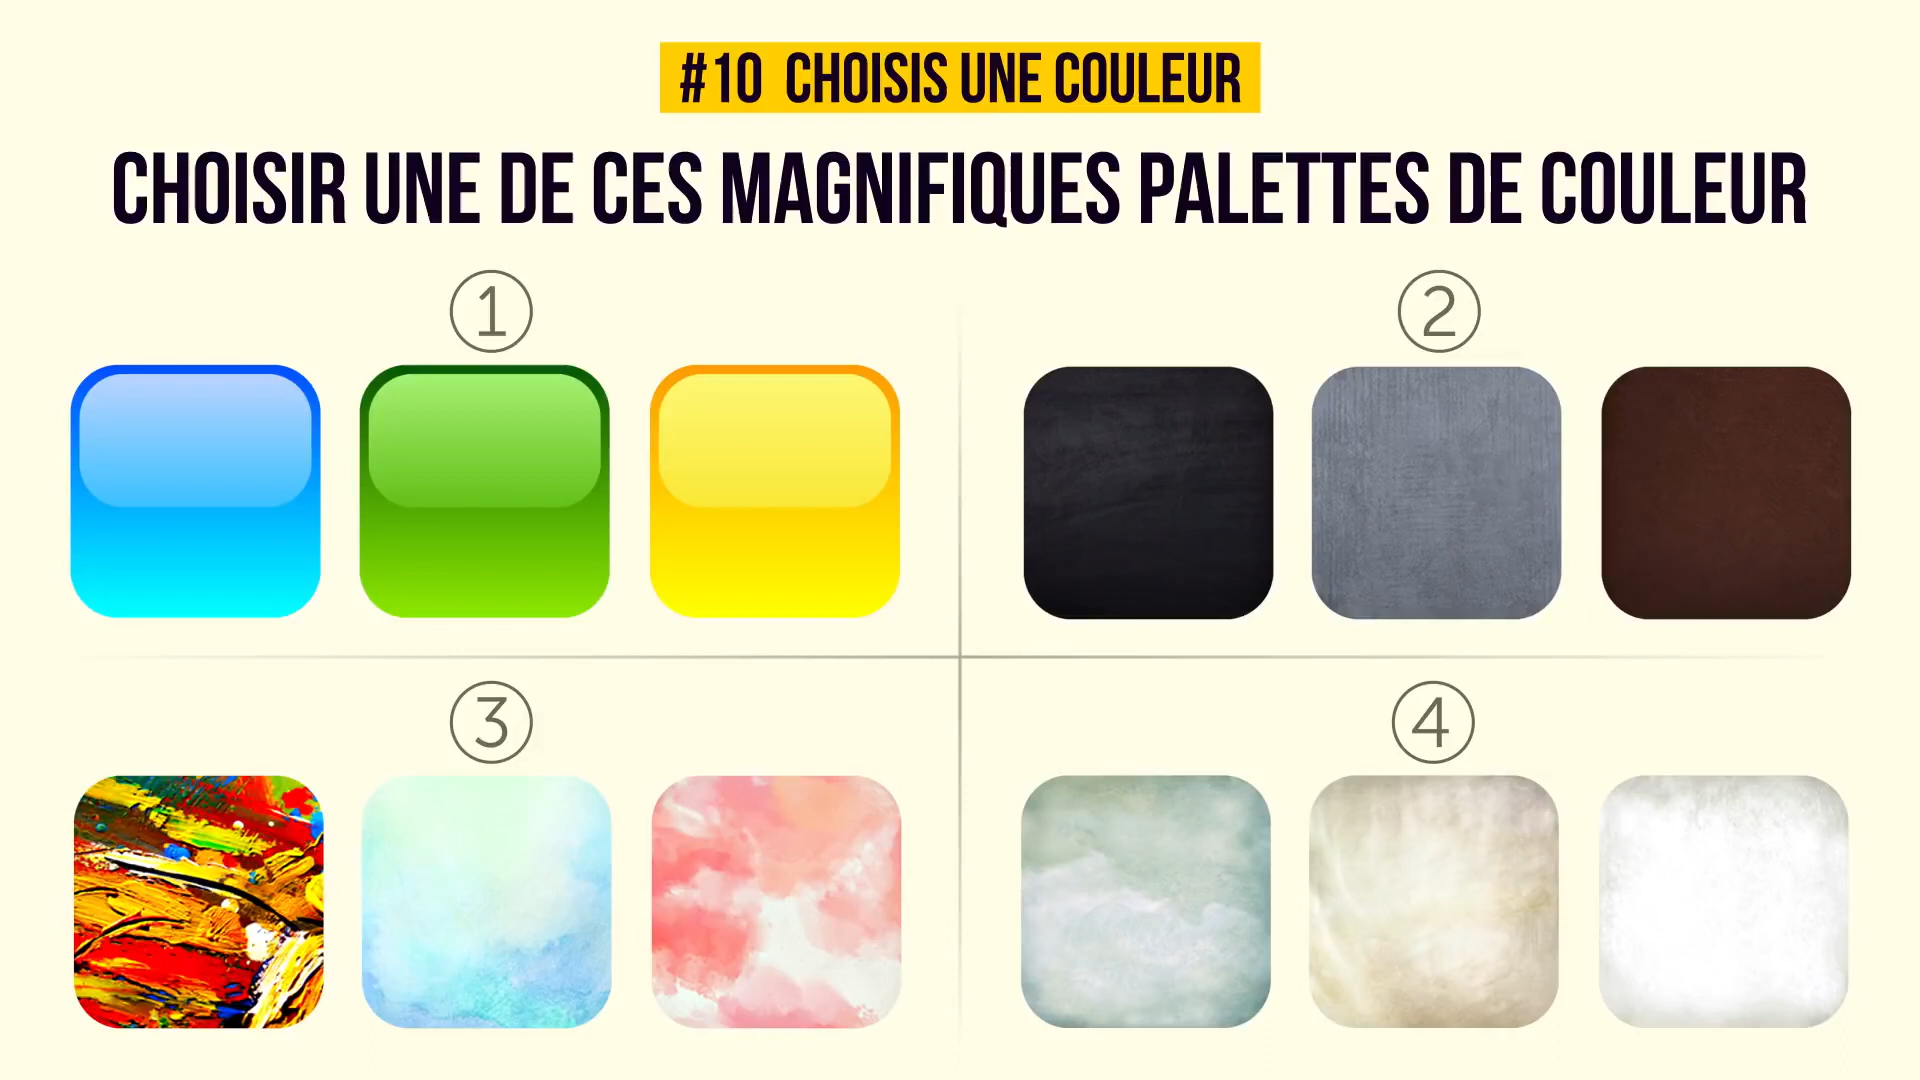 #10 CHOISIS UNE COULEUR
CHOISIR UNE DE CES MAGNIFIQUES PALETTES DE COULEUR
1
2
3
4